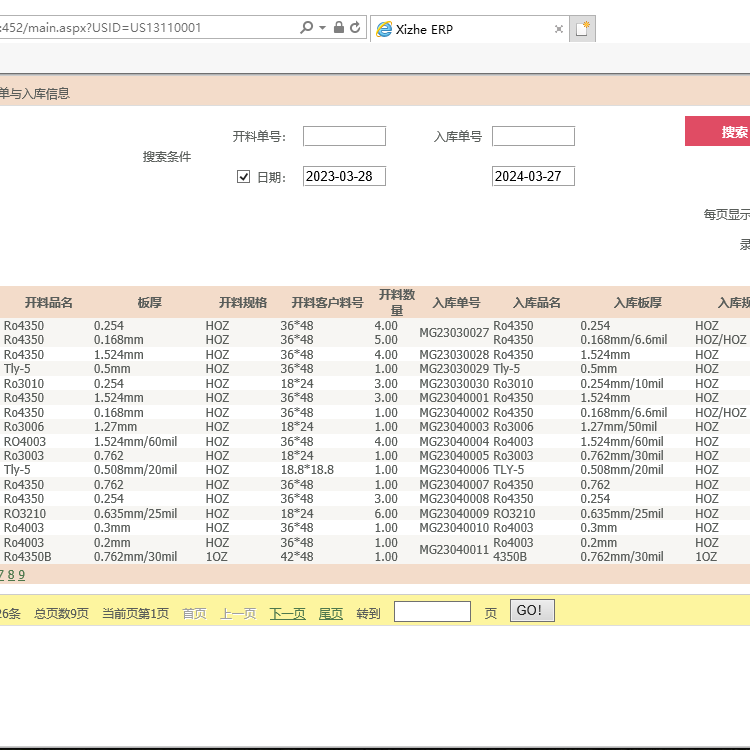 :452/main.aspx?USID=US13110001
Xizhe ERP
单与入库信息
开料单号:
入库单号
搜索
搜索条件
日期:
2023-03-28
2024-03-27
每页显示
录
开料品名 板厚 开料规格 开料客户料号 开料数量 入库单号 入库品名 入库板厚 入库规
Ro4350 0.254 HOZ 36*48 4.00 MG23030027 Ro4350 0.254 HOZ
Ro4350 0.168mm HOZ 36*48 5.00 Ro4350 0.168mm/6.6mil HOZ/HOZ
Ro4350 1.524mm HOZ 36*48 4.00 MG23030028 Ro4350 1.524mm HOZ
Tly-5 0.5mm HOZ 36*48 1.00 MG23030029 Tly-5 0.5mm HOZ
Ro3010 0.254 HOZ 18*24 3.00 MG23030030 Ro3010 0.254mm/10mil HOZ
Ro4350 1.524mm HOZ 36*48 3.00 MG23040001 Ro4350 1.524mm HOZ
Ro4350 0.168mm HOZ 36*48 1.00 MG23040002 Ro4350 0.168mm/6.6mil HOZ/HOZ
Ro3006 1.27mm HOZ 18*24 1.00 MG23040003 Ro3006 1.27mm/50mil HOZ
RO4003 1.524mm/60mil HOZ 36*48 4.00 MG23040004 Ro4003 1.524mm/60mil HOZ
Ro3003 0.762 HOZ 18*24 1.00 MG23040005 Ro3003 0.762mm/30mil HOZ
Tly-5 0.508mm/20mil HOZ 18.8*18.8 1.00 MG23040006 TLY-5 0.508mm/20mil HOZ
Ro4350 0.762 HOZ 36*48 1.00 MG23040007 Ro4350 0.762 HOZ
Ro4350 0.254 HOZ 36*48 3.00 MG23040008 Ro4350 0.254 HOZ
RO3210 0.635mm/25mil HOZ 18*24 6.00 MG23040009 RO3210 0.635mm/25mil HOZ
Ro4003 0.3mm HOZ 36*48 1.00 MG23040010 Ro4003 0.3mm HOZ
Ro4003 0.2mm HOZ 36*48 1.00 MG23040011 Ro4003 0.2mm HOZ
Ro4350B 0.762mm/30mil 1OZ 42*48 1.00 4350B 0.762mm/30mil 1OZ
7 8 9
26条 总页数9页 当前页第1页 首页 上一页 下一页 尾页 转到 页 GO!